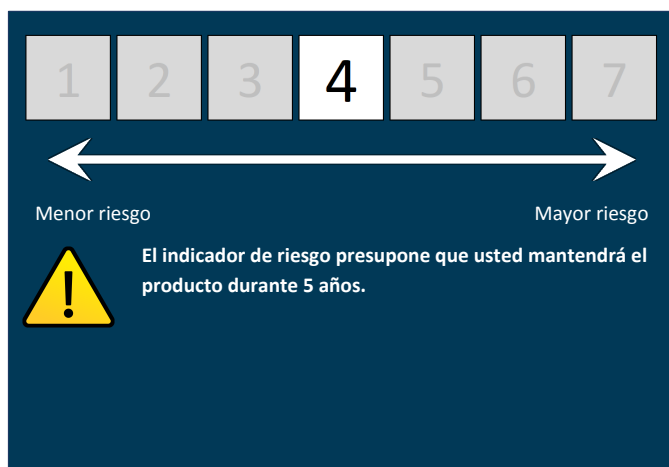 1 2 3 4 5 6 7
Menor riesgo Mayor riesgo
El indicador de riesgo presupone que usted mantendrá el
producto durante 5 años.